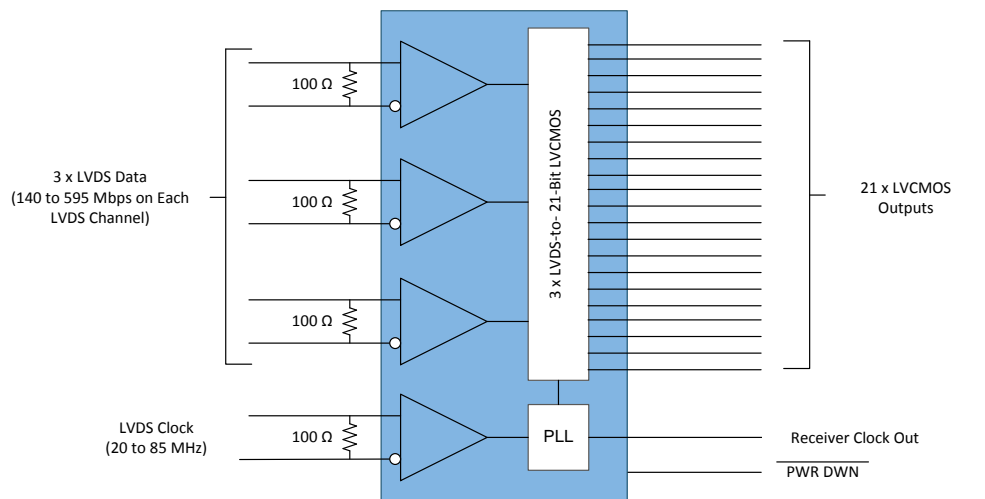 100 Ω
3 x LVDS Data
(140 to 595 Mbps on Each
LVDS Channel)
100 Ω
100 Ω
LVDS Clock
(20 to 85 MHz)
100 Ω
3 x LVDS-to- 21-Bit LVCMOS
PLL
21 x LVCMOS
Outputs
Receiver Clock Out
PWR DWN